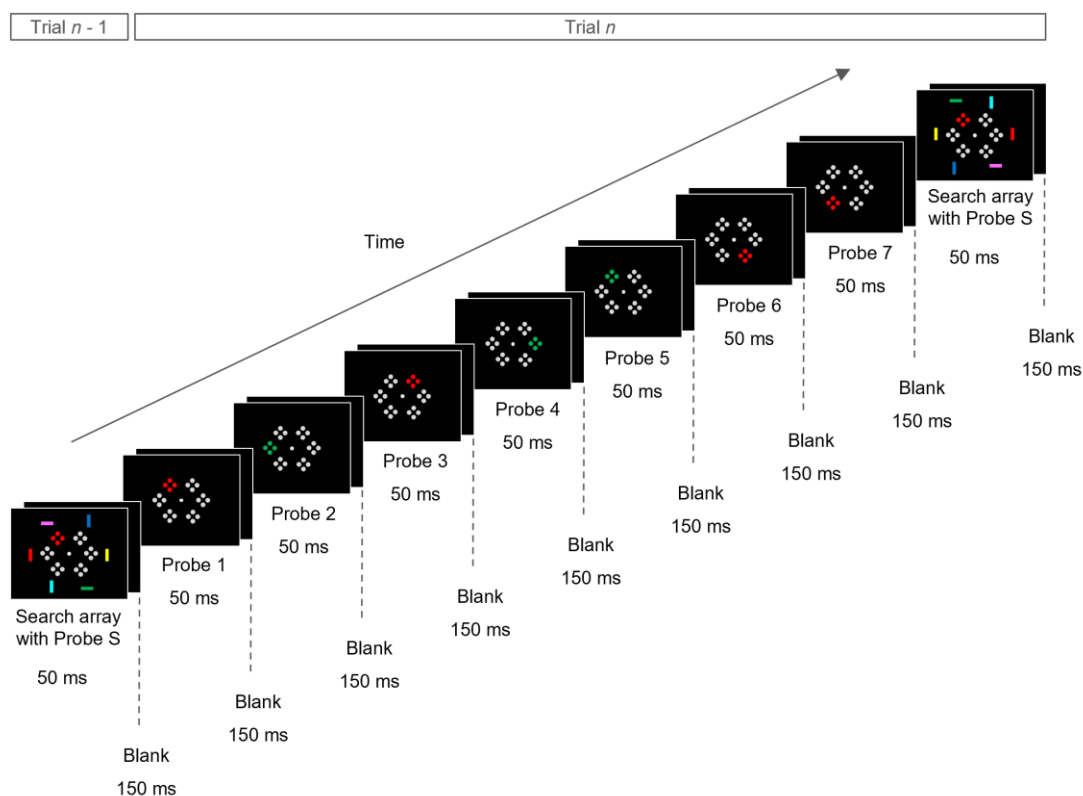 Trial n - 1
Trial n
Time
Search array
with Probe S
50 ms
Blank
150 ms
Probe 1
50 ms
Blank
150 ms
Probe 2
50 ms
Blank
150 ms
Probe 3
50 ms
Blank
150 ms
Probe 4
50 ms
Blank
150 ms
Probe 5
50 ms
Blank
150 ms
Probe 6
50 ms
Blank
150 ms
Probe 7
50 ms
Blank
150 ms
Search array
with Probe S
50 ms
Blank
150 ms